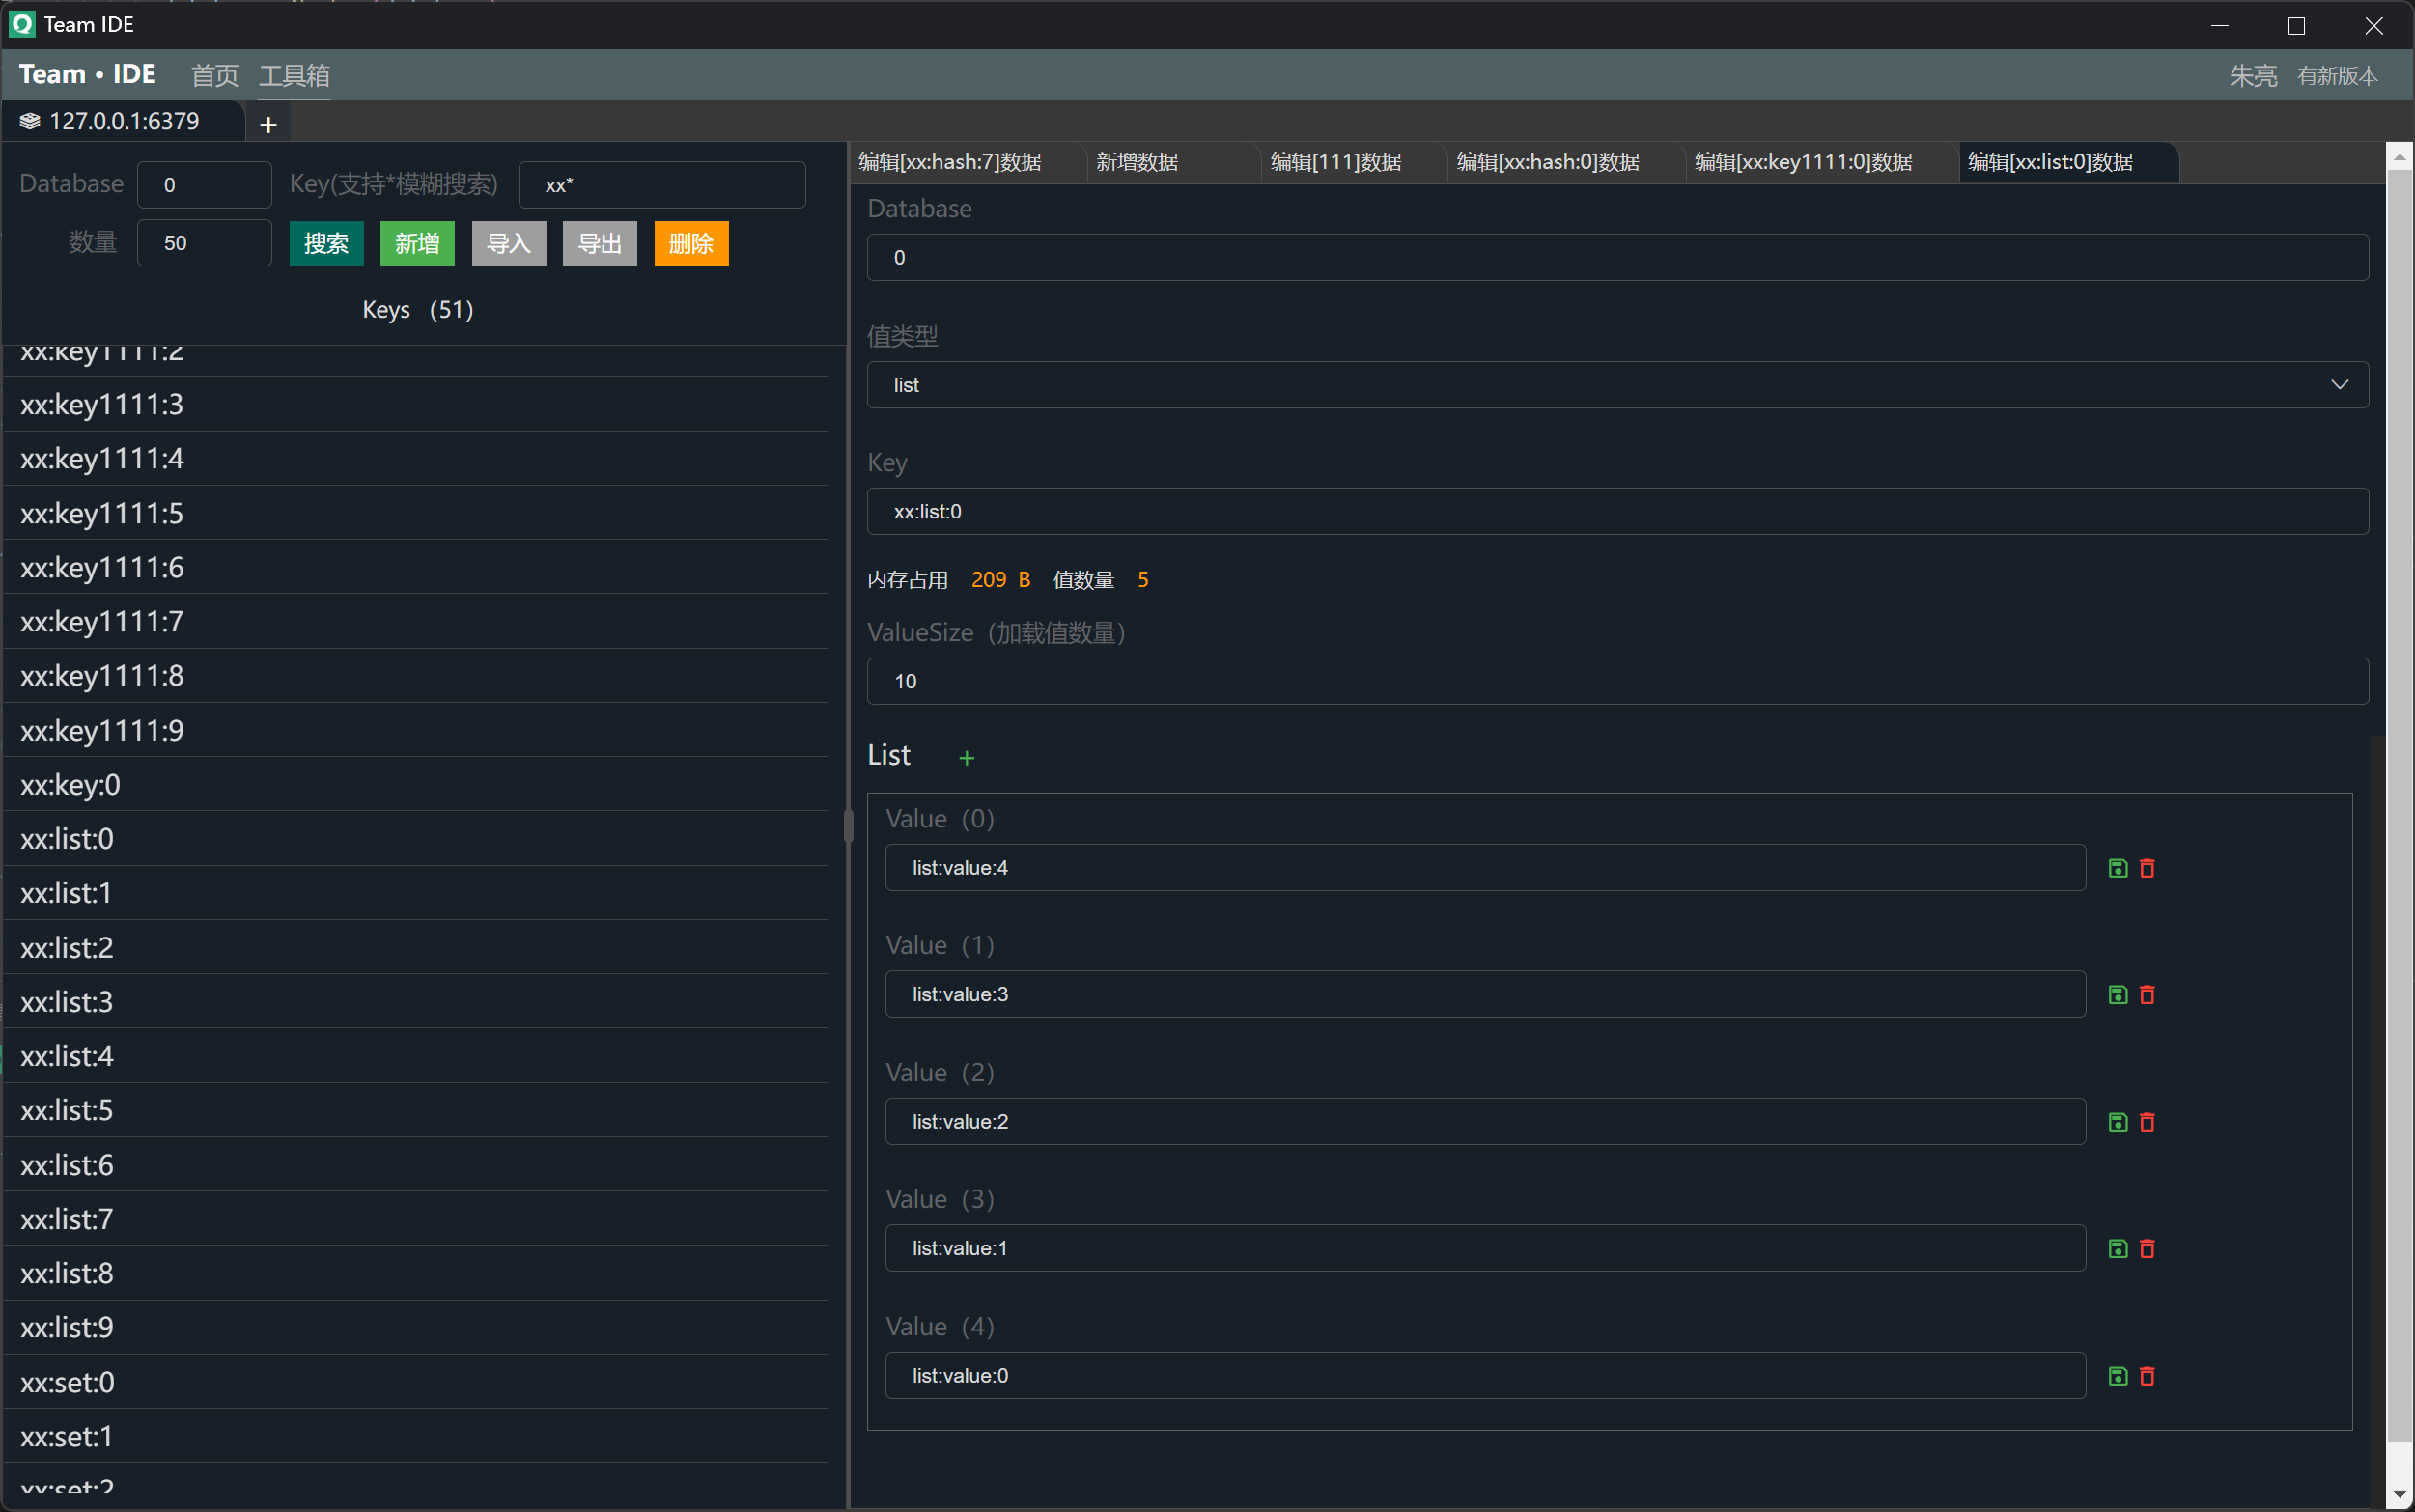 Team IDE
Team • IDE 首页 工具箱 朱亮 有新版本
127.0.0.1:6379 +
Database 0 Key(支持*模糊搜索) xx*
数量 50 搜索 新增 导入 导出 删除
Keys （51）
xx:key1111:2
xx:key1111:3
xx:key1111:4
xx:key1111:5
xx:key1111:6
xx:key1111:7
xx:key1111:8
xx:key1111:9
xx:key:0
xx:list:0
xx:list:1
xx:list:2
xx:list:3
xx:list:4
xx:list:5
xx:list:6
xx:list:7
xx:list:8
xx:list:9
xx:set:0
xx:set:1
xx:set:2
编辑[xx:hash:7]数据 新增数据 编辑[111]数据 编辑[xx:hash:0]数据 编辑[xx:key1111:0]数据 编辑[xx:list:0]数据
Database
0
值类型
list
Key
xx:list:0
内存占用 209 B 值数量 5
ValueSize（加载值数量）
10
List +
Value（0）
list:value:4
Value（1）
list:value:3
Value（2）
list:value:2
Value（3）
list:value:1
Value（4）
list:value:0